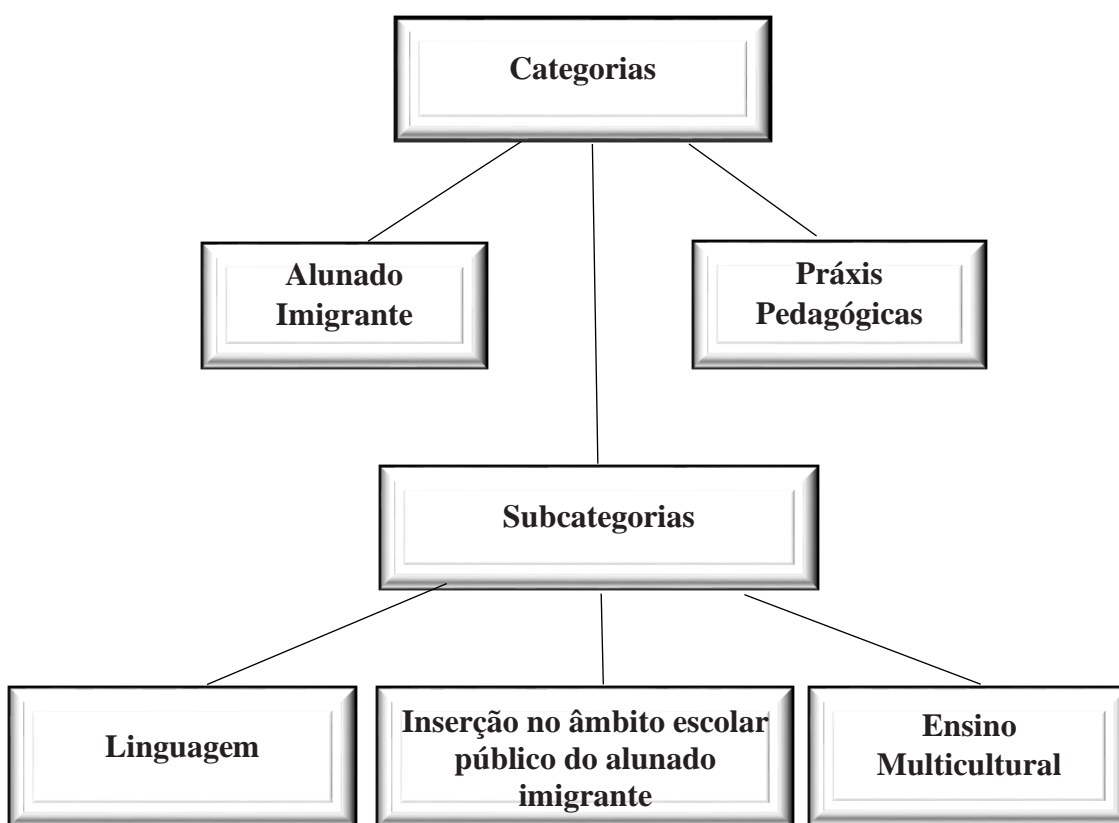 Categorias
Alunado
Imigrante
Práxis
Pedagógicas
Subcategorias
Linguagem
Inserção no âmbito escolar
público do alunado
imigrante
Ensino
Multicultural